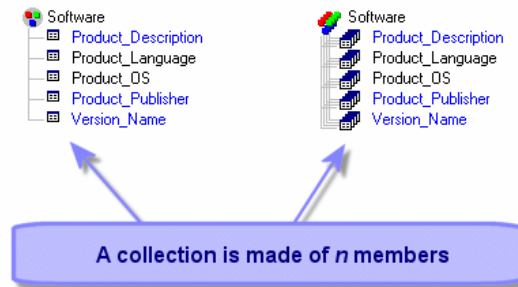 Software
Product_Description
Product_Language
Product_OS
Product_Publisher
Version_Name
Software
Product_Description
Product_Language
Product_OS
Product_Publisher
Version_Name
A collection is made of n members